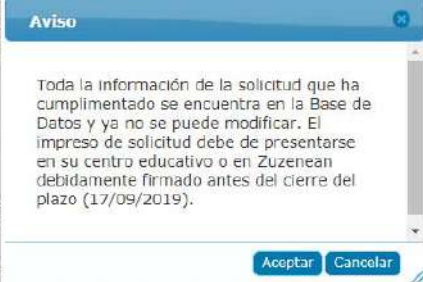 Aviso
Toda la información de la solicitud que ha
cumplimentado se encuentra en la Base de
Datos y ya no se puede modificar. El
impreso de solicitud debe de presentarse
en su centro educativo o en Zuzenean
debidamente firmado antes del cierre del
plazo (17/09/2019).
Aceptar Cancelar